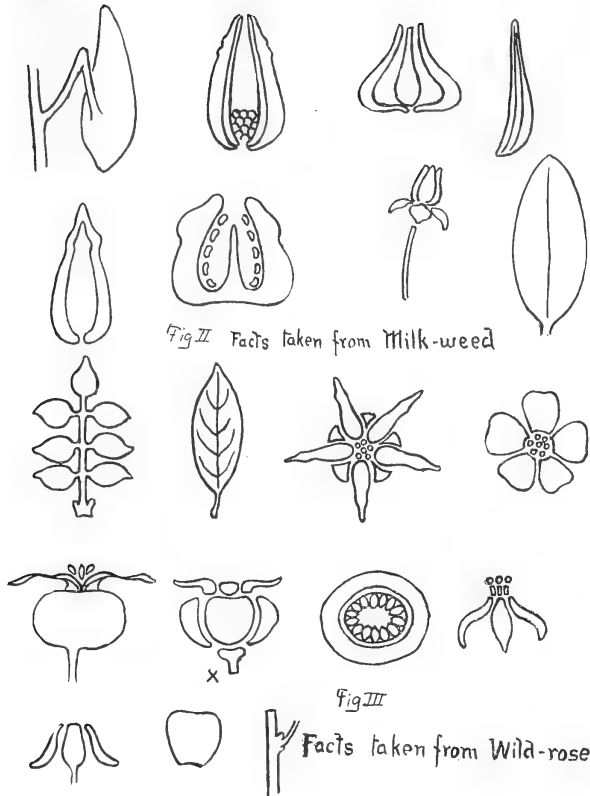 Fig II Facts taken from Milk-weed
x
Fig III
Facts taken from Wild-rose